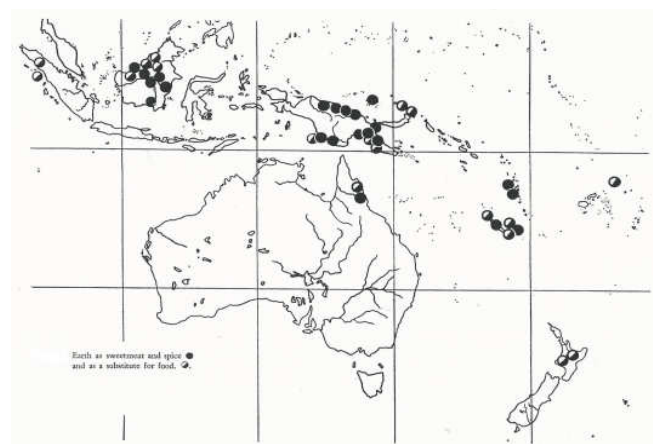 Earth as sweetmeat and spice
and as a substitute for food.